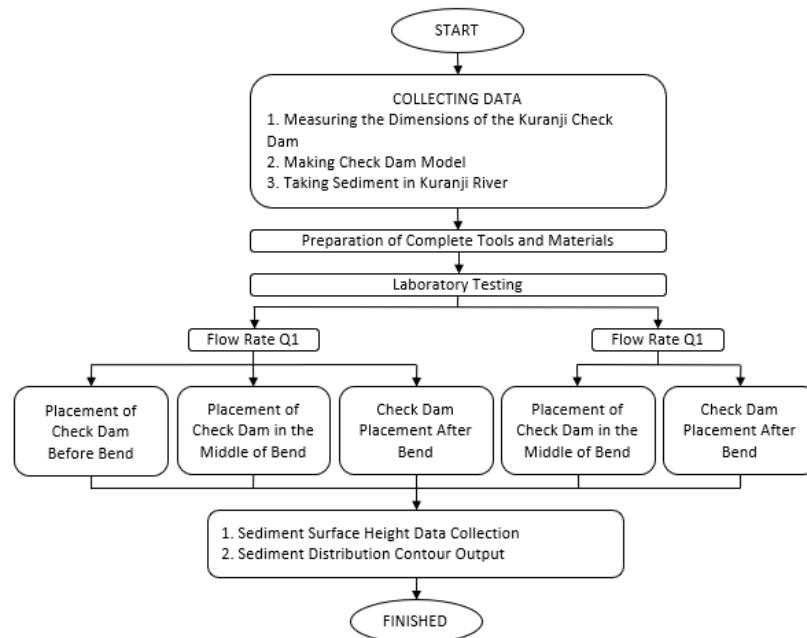 START
COLLECTING DATA
1. Measuring the Dimensions of the Kuranji Check
Dam
2. Making Check Dam Model
3. Taking Sediment in Kuranji River
Preparation of Complete Tools and Materials
Laboratory Testing
Flow Rate Q1
Flow Rate Q1
Placement of
Check Dam
Before Bend
Placement of
Check Dam in the
Middle of Bend
Check Dam
Placement After
Bend
Placement of
Check Dam in the
Middle of Bend
Check Dam
Placement After
Bend
1. Sediment Surface Height Data Collection
2. Sediment Distribution Contour Output
FINISHED